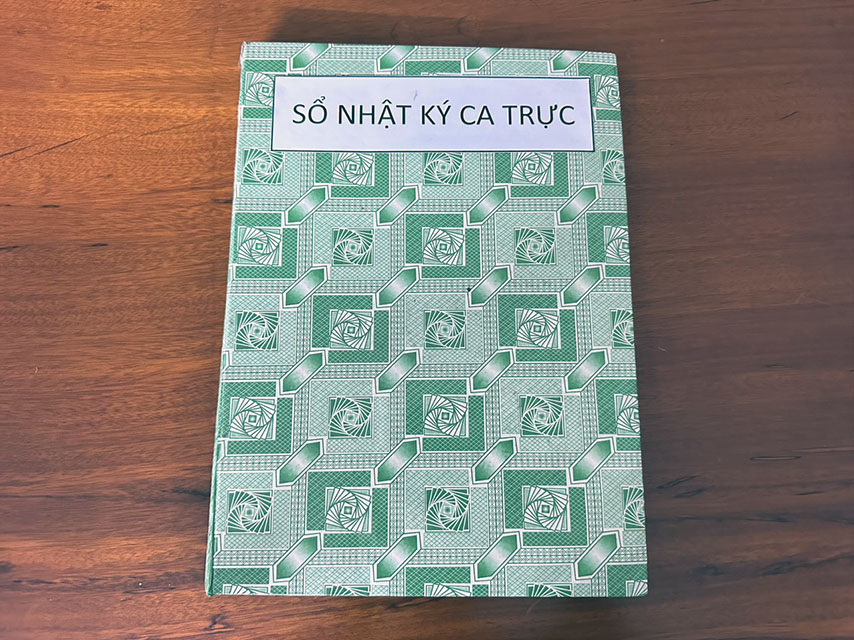 SỔ NHẬT KÝ CA TRỰC